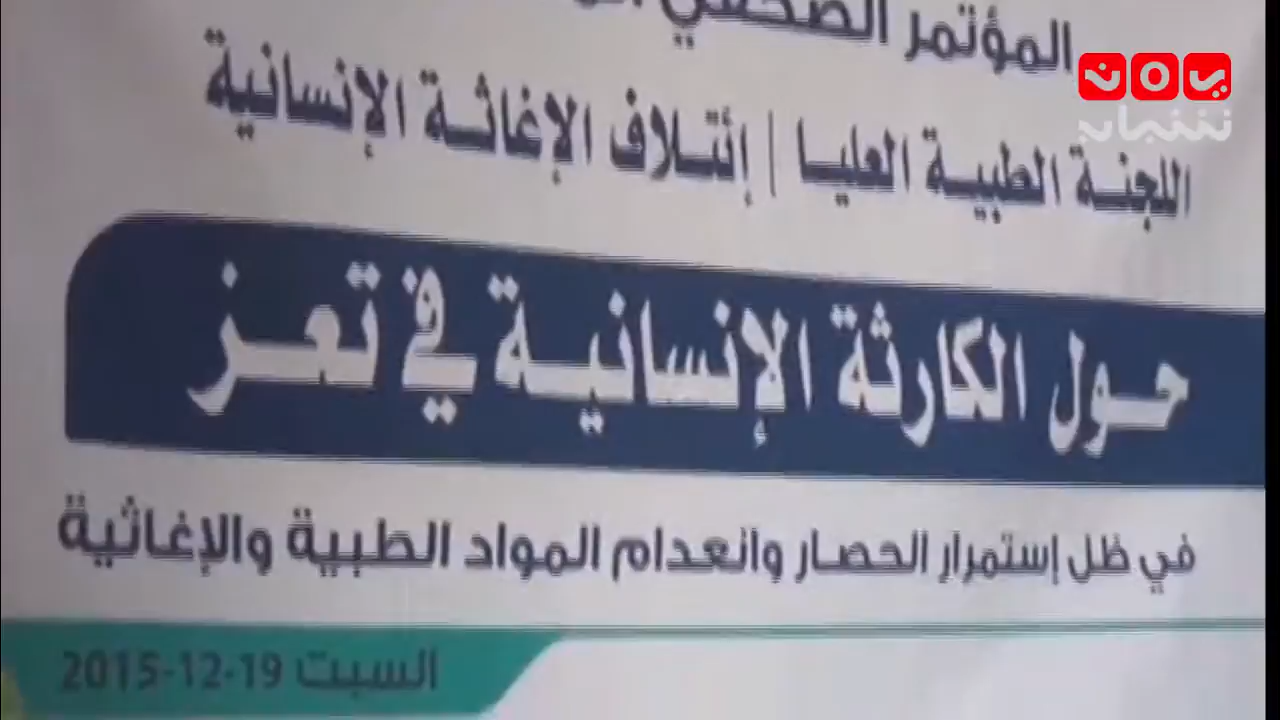 المؤتمر الصحفي
يمن
شباب
اللجنة الطبية العليا | إئتلاف الإغاثة الإنسانية
حول الكارثة الإنسانية في تعز
في ظل إستمرار الحصار وانعدام المواد الطبية والإغاثية
السبت 19-12-2015